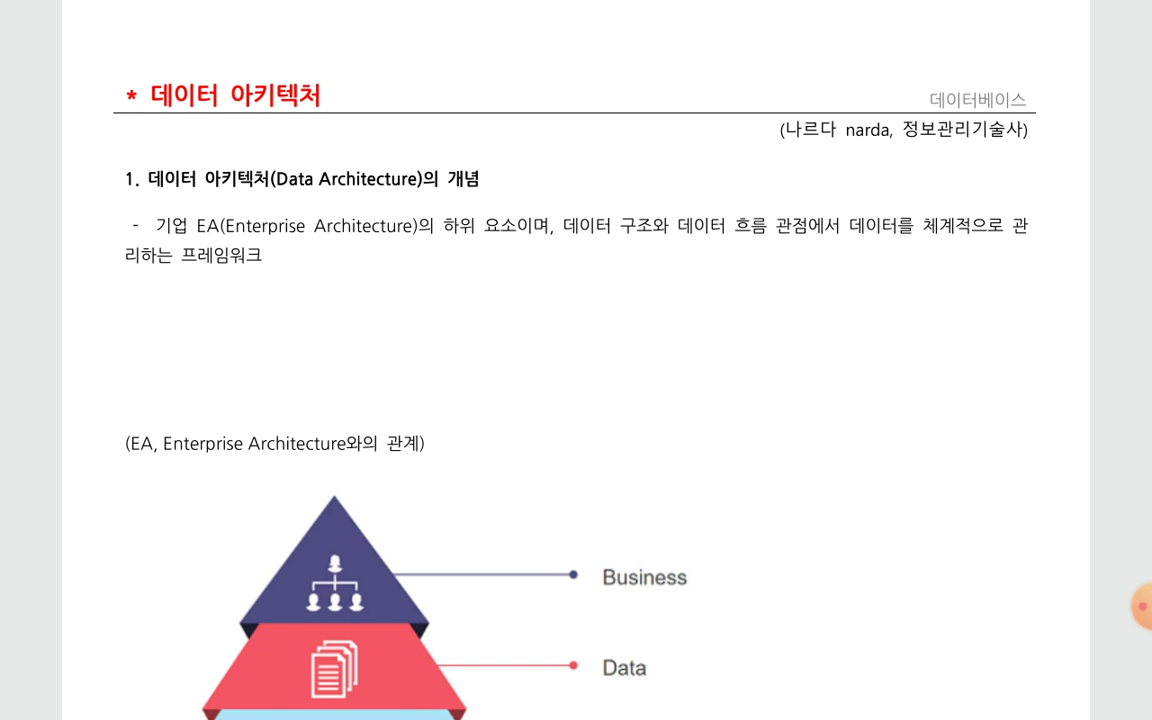 * 데이터 아키텍처
데이터베이스
(나르다 narda, 정보관리기술사)
1. 데이터 아키텍처(Data Architecture)의 개념
- 기업 EA(Enterprise Architecture)의 하위 요소이며, 데이터 구조와 데이터 흐름 관점에서 데이터를 체계적으로 관
리하는 프레임워크
(EA, Enterprise Architecture와의 관계)
Business
Data